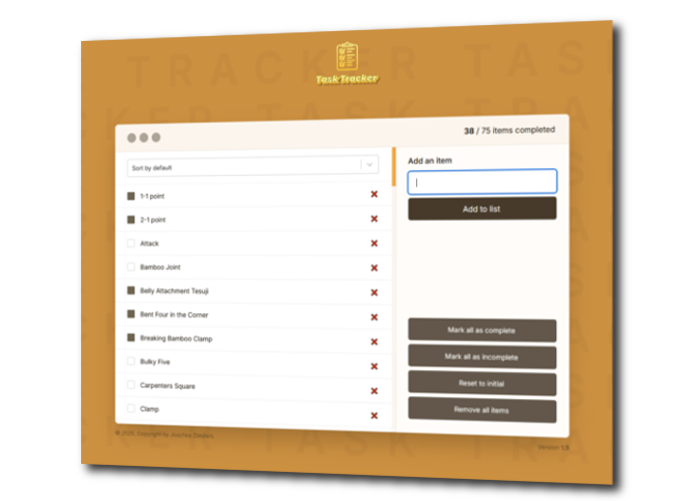 TRACKER TAS
TaskTracker
38 / 75 items completed
Sort by default
1-1 point
2-1 point
Attack
Bamboo Joint
Belly Attachment Tesuji
Bent Four in the Corner
Breaking Bamboo Clamp
Bulky Five
Carpenters Square
Clamp
Add an item
Add to list
Mark all as complete
Mark all as incomplete
Reset to initial
Remove all items
© 2025, Copyright by
Version 1.8